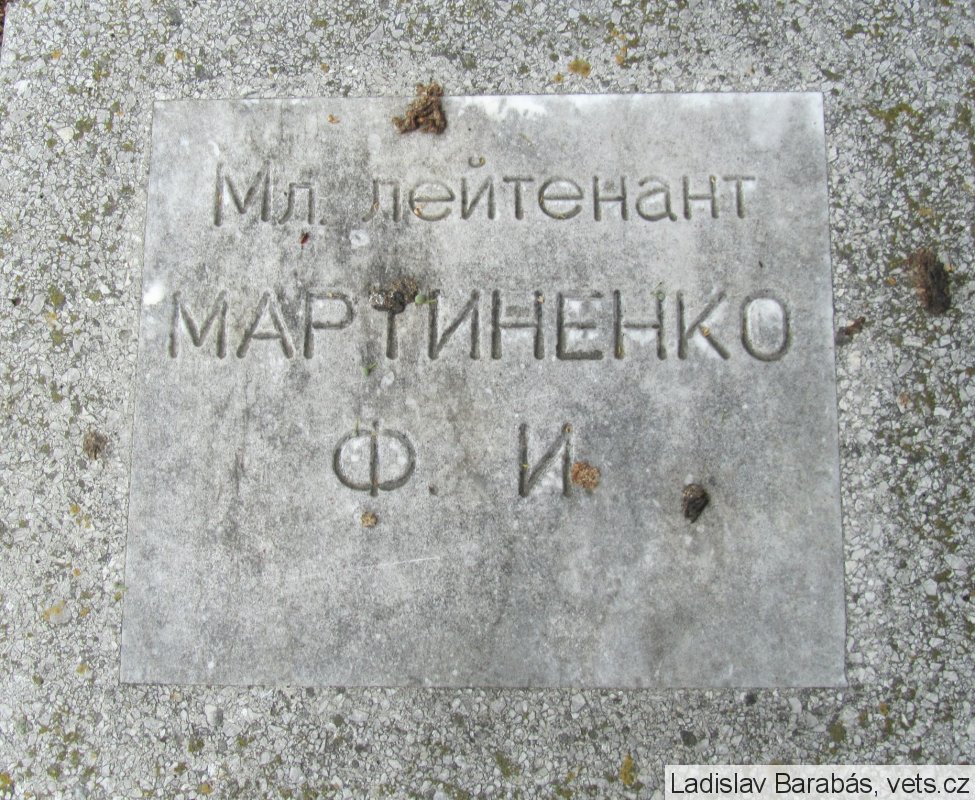 Мл. лейтенант
МАРТИНЕНКО
Ф. И
Ladislav Barabás, vets.cz